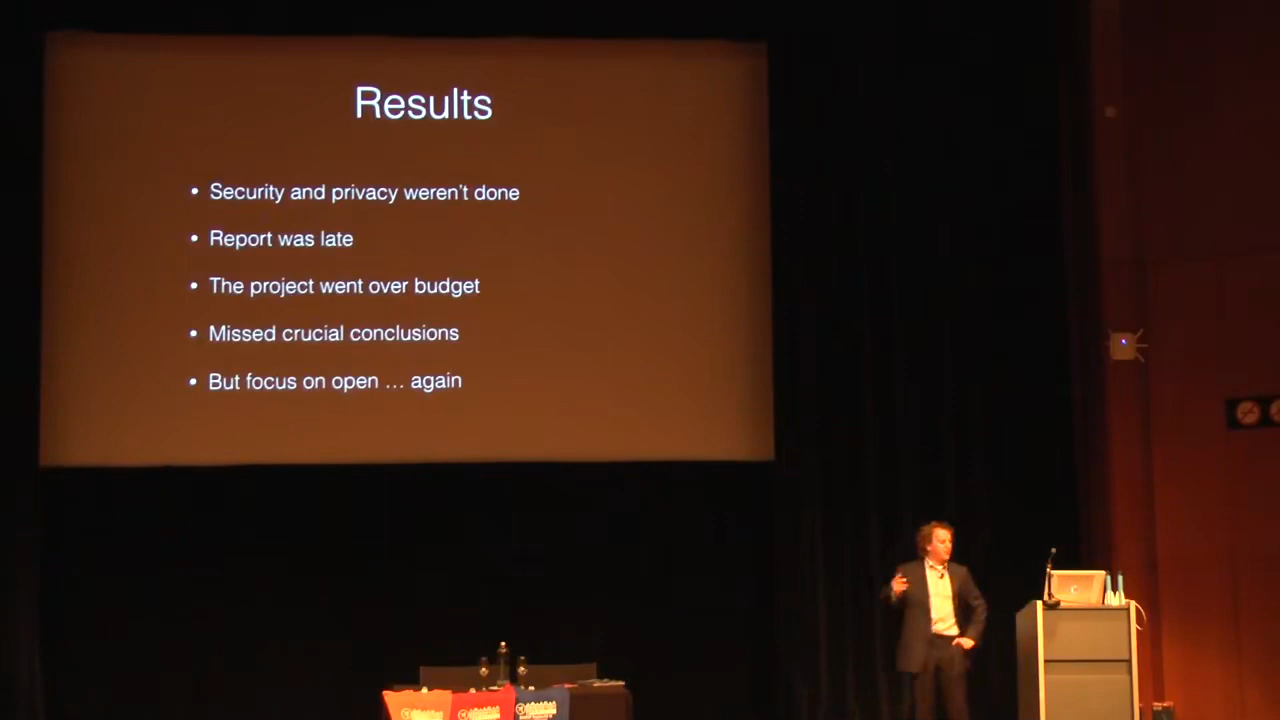 Results
• Security and privacy weren't done
• Report was late
• The project went over budget
• Missed crucial conclusions
• But focus on open … again